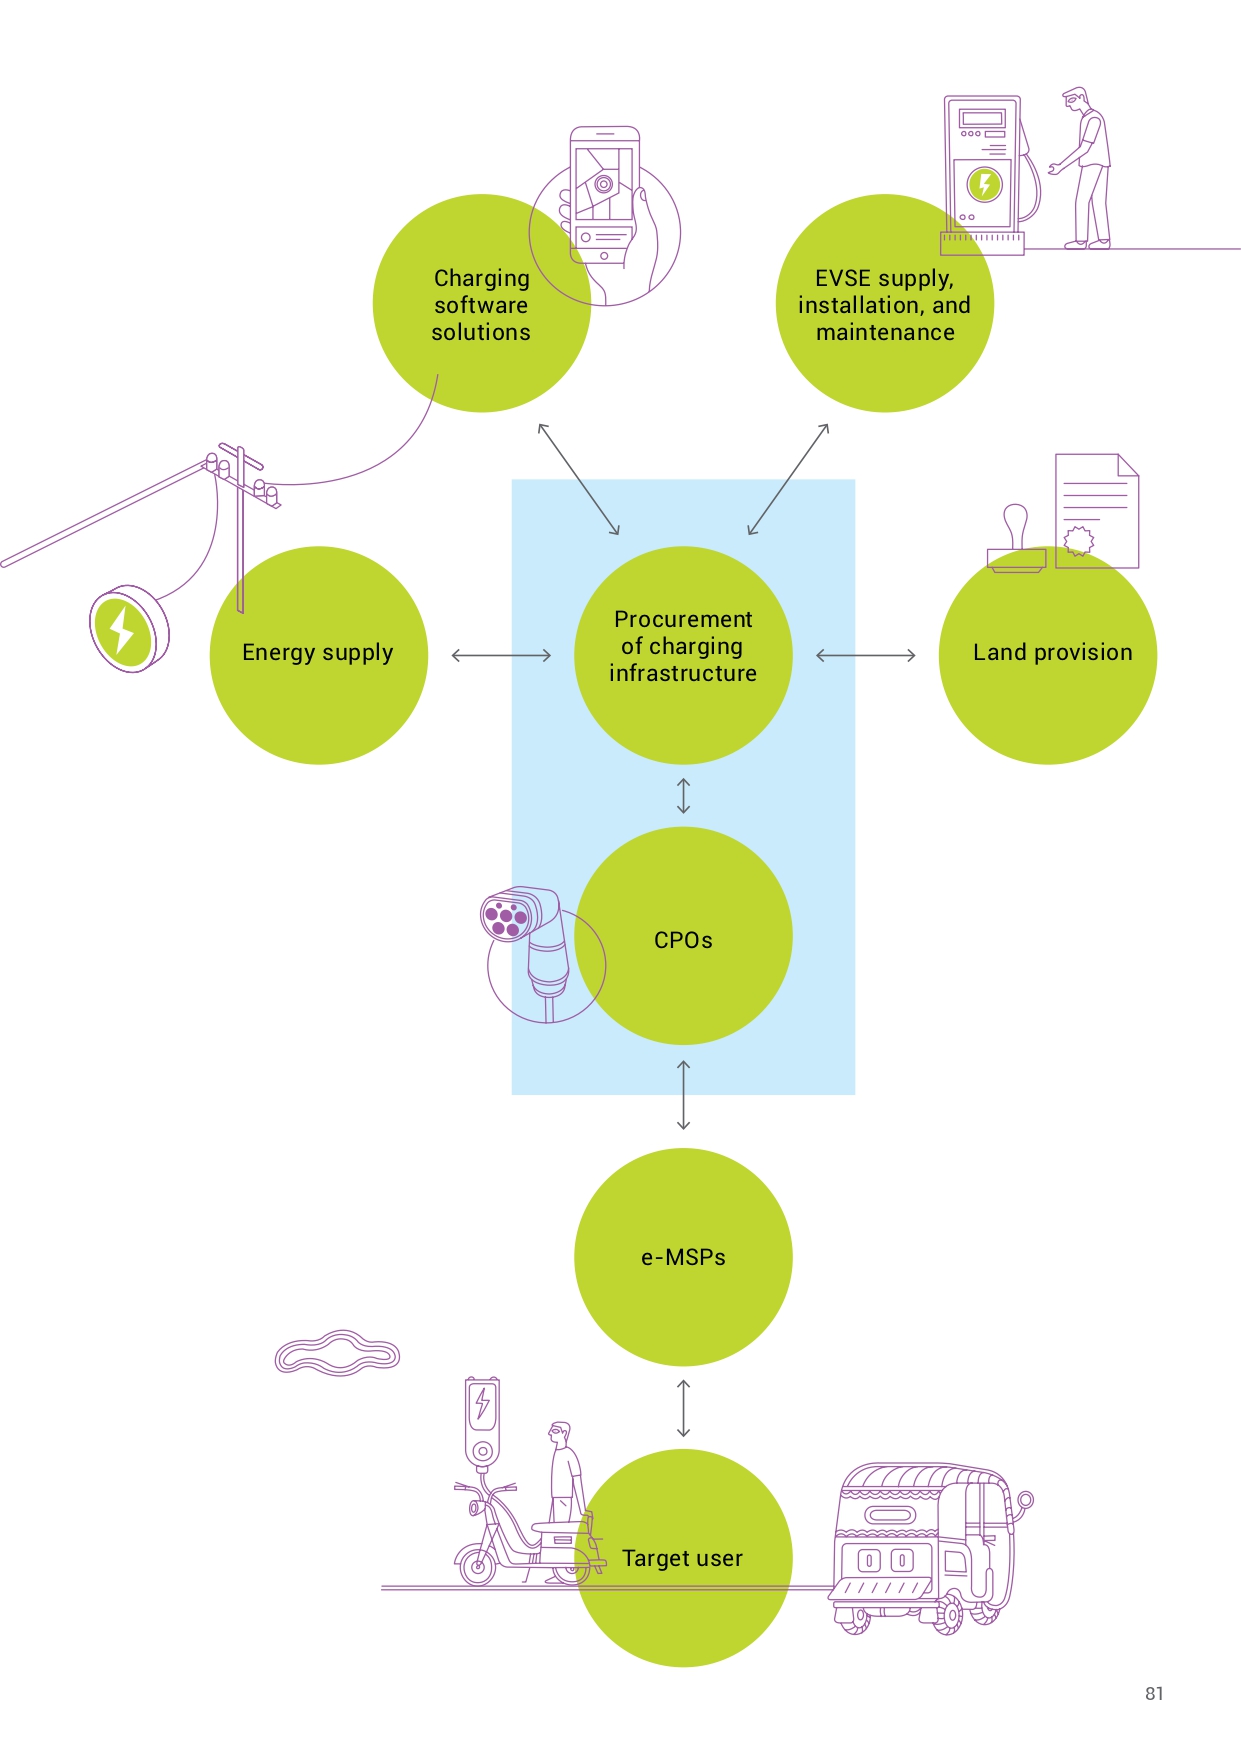 Charging
software
solutions
EVSE supply,
installation, and
maintenance
Energy supply
Procurement
of charging
infrastructure
Land provision
CPOs
e-MSPs
Target user
81